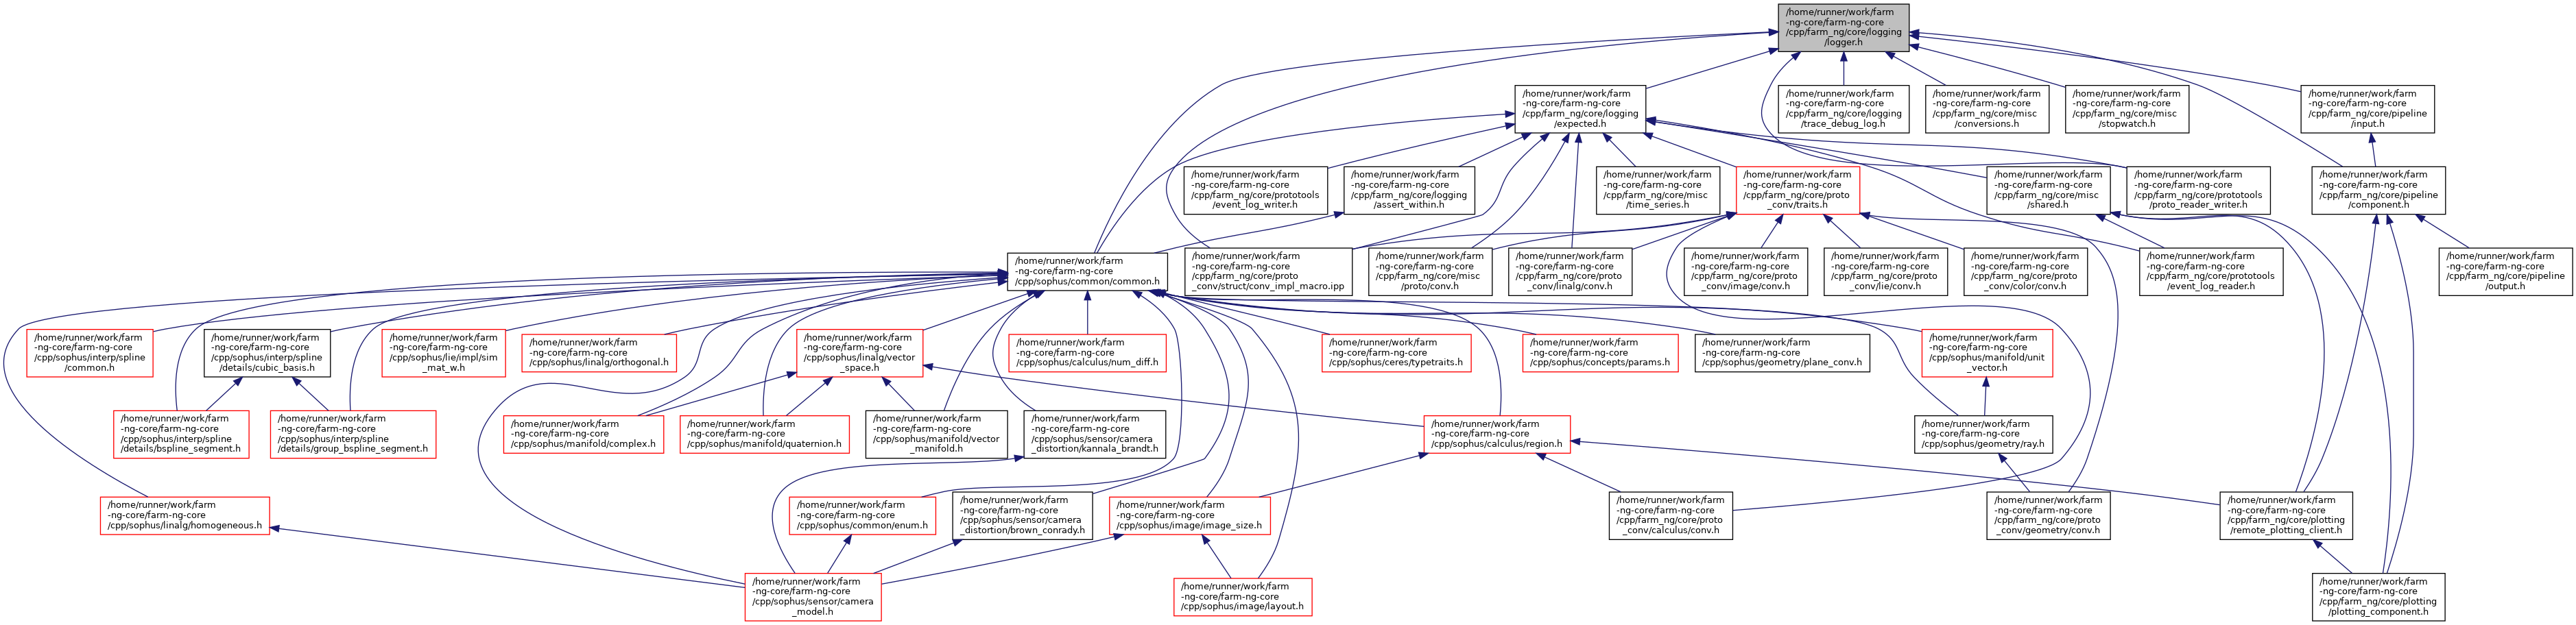 /home/runner/work/farm
-ng-core/farm-ng-core
/cpp/farm_ng/core/logging
/logger.h
/home/runner/work/farm
-ng-core/farm-ng-core
/cpp/farm_ng/core/logging
/expected.h
/home/runner/work/farm
-ng-core/farm-ng-core
/cpp/farm_ng/core/logging
/trace_debug_log.h
/home/runner/work/farm
-ng-core/farm-ng-core
/cpp/farm_ng/core/misc
/conversions.h
/home/runner/work/farm
-ng-core/farm-ng-core
/cpp/farm_ng/core/misc
/stopwatch.h
/home/runner/work/farm
-ng-core/farm-ng-core
/cpp/farm_ng/core/pipeline
/input.h
/home/runner/work/farm
-ng-core/farm-ng-core
/cpp/farm_ng/core/prototools
/event_log_writer.h
/home/runner/work/farm
-ng-core/farm-ng-core
/cpp/farm_ng/core/logging
/assert_within.h
/home/runner/work/farm
-ng-core/farm-ng-core
/cpp/farm_ng/core/misc
/time_series.h
/home/runner/work/farm
-ng-core/farm-ng-core
/cpp/farm_ng/core/proto
_conv/traits.h
/home/runner/work/farm
-ng-core/farm-ng-core
/cpp/farm_ng/core/misc
/shared.h
/home/runner/work/farm
-ng-core/farm-ng-core
/cpp/farm_ng/core/prototools
/proto_reader_writer.h
/home/runner/work/farm
-ng-core/farm-ng-core
/cpp/farm_ng/core/pipeline
/component.h
/home/runner/work/farm
-ng-core/farm-ng-core
/cpp/sophus/common/common.h
/home/runner/work/farm
-ng-core/farm-ng-core
/cpp/farm_ng/core/proto
_conv/struct/conv_impl_macro.ipp
/home/runner/work/farm
-ng-core/farm-ng-core
/cpp/farm_ng/core/misc
/proto/conv.h
/home/runner/work/farm
-ng-core/farm-ng-core
/cpp/farm_ng/core/proto
_conv/linalg/conv.h
/home/runner/work/farm
-ng-core/farm-ng-core
/cpp/farm_ng/core/proto
_conv/image/conv.h
/home/runner/work/farm
-ng-core/farm-ng-core
/cpp/farm_ng/core/proto
_conv/lie/conv.h
/home/runner/work/farm
-ng-core/farm-ng-core
/cpp/farm_ng/core/proto
_conv/color/conv.h
/home/runner/work/farm
-ng-core/farm-ng-core
/cpp/farm_ng/core/prototools
/event_log_reader.h
/home/runner/work/farm
-ng-core/farm-ng-core
/cpp/farm_ng/core/pipeline
/output.h
/home/runner/work/farm
-ng-core/farm-ng-core
/cpp/sophus/interp/spline
/common.h
/home/runner/work/farm
-ng-core/farm-ng-core
/cpp/sophus/interp/spline
/details/cubic_basis.h
/home/runner/work/farm
-ng-core/farm-ng-core
/cpp/sophus/lie/impl/sim
_mat_w.h
/home/runner/work/farm
-ng-core/farm-ng-core
/cpp/sophus/linalg/orthogonal.h
/home/runner/work/farm
-ng-core/farm-ng-core
/cpp/sophus/linalg/vector
_space.h
/home/runner/work/farm
-ng-core/farm-ng-core
/cpp/sophus/calculus/num_diff.h
/home/runner/work/farm
-ng-core/farm-ng-core
/cpp/sophus/ceres/typetraits.h
/home/runner/work/farm
-ng-core/farm-ng-core
/cpp/sophus/concepts/params.h
/home/runner/work/farm
-ng-core/farm-ng-core
/cpp/sophus/geometry/plane_conv.h
/home/runner/work/farm
-ng-core/farm-ng-core
/cpp/sophus/manifold/unit
_vector.h
/home/runner/work/farm
-ng-core/farm-ng-core
/cpp/sophus/interp/spline
/details/bspline_segment.h
/home/runner/work/farm
-ng-core/farm-ng-core
/cpp/sophus/interp/spline
/details/group_bspline_segment.h
/home/runner/work/farm
-ng-core/farm-ng-core
/cpp/sophus/manifold/complex.h
/home/runner/work/farm
-ng-core/farm-ng-core
/cpp/sophus/manifold/quaternion.h
/home/runner/work/farm
-ng-core/farm-ng-core
/cpp/sophus/manifold/vector
_manifold.h
/home/runner/work/farm
-ng-core/farm-ng-core
/cpp/sophus/sensor/camera
_distortion/kannala_brandt.h
/home/runner/work/farm
-ng-core/farm-ng-core
/cpp/sophus/calculus/region.h
/home/runner/work/farm
-ng-core/farm-ng-core
/cpp/sophus/geometry/ray.h
/home/runner/work/farm
-ng-core/farm-ng-core
/cpp/sophus/linalg/homogeneous.h
/home/runner/work/farm
-ng-core/farm-ng-core
/cpp/sophus/common/enum.h
/home/runner/work/farm
-ng-core/farm-ng-core
/cpp/sophus/sensor/camera
_distortion/brown_conrady.h
/home/runner/work/farm
-ng-core/farm-ng-core
/cpp/sophus/image/image_size.h
/home/runner/work/farm
-ng-core/farm-ng-core
/cpp/farm_ng/core/proto
_conv/calculus/conv.h
/home/runner/work/farm
-ng-core/farm-ng-core
/cpp/farm_ng/core/proto
_conv/geometry/conv.h
/home/runner/work/farm
-ng-core/farm-ng-core
/cpp/farm_ng/core/plotting
/remote_plotting_client.h
/home/runner/work/farm
-ng-core/farm-ng-core
/cpp/sophus/sensor/camera
_model.h
/home/runner/work/farm
-ng-core/farm-ng-core
/cpp/sophus/image/layout.h
/home/runner/work/farm
-ng-core/farm-ng-core
/cpp/farm_ng/core/plotting
/plotting_component.h